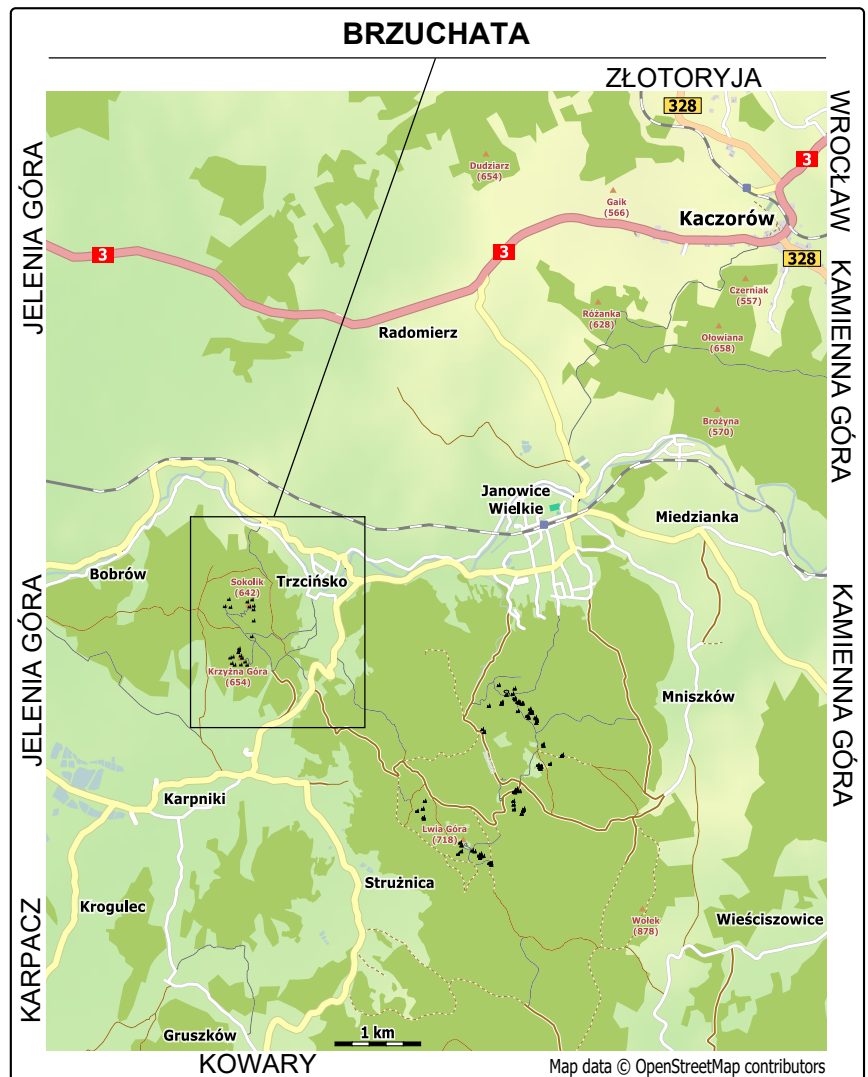 BRZUCHATA
ZŁOTORYJA
328
WROCŁAW
3
Dudziarz
(654)
Gaik
(566)
Kaczorów
JELENIA GÓRA
3
3
328
KAMIENNA GÓRA
Czerniak
(557)
Różanka
(628)
Radomierz
Ołowiana
(658)
Brożyna
(570)
Janowice
Wielkie
Miedzianka
Bobrów
Trzcińsko
Sokolik
(642)
JELENIA GÓRA
KAMIENNA GÓRA
Krzyżna Góra
(654)
Mniszków
Karpniki
Lwia Góra
(718)
Strużnica
KARPACZ
Krogulec
Wołek
(878)
Wieściszowice
Gruszków
1 km
KOWARY
Map data © OpenStreetMap contributors